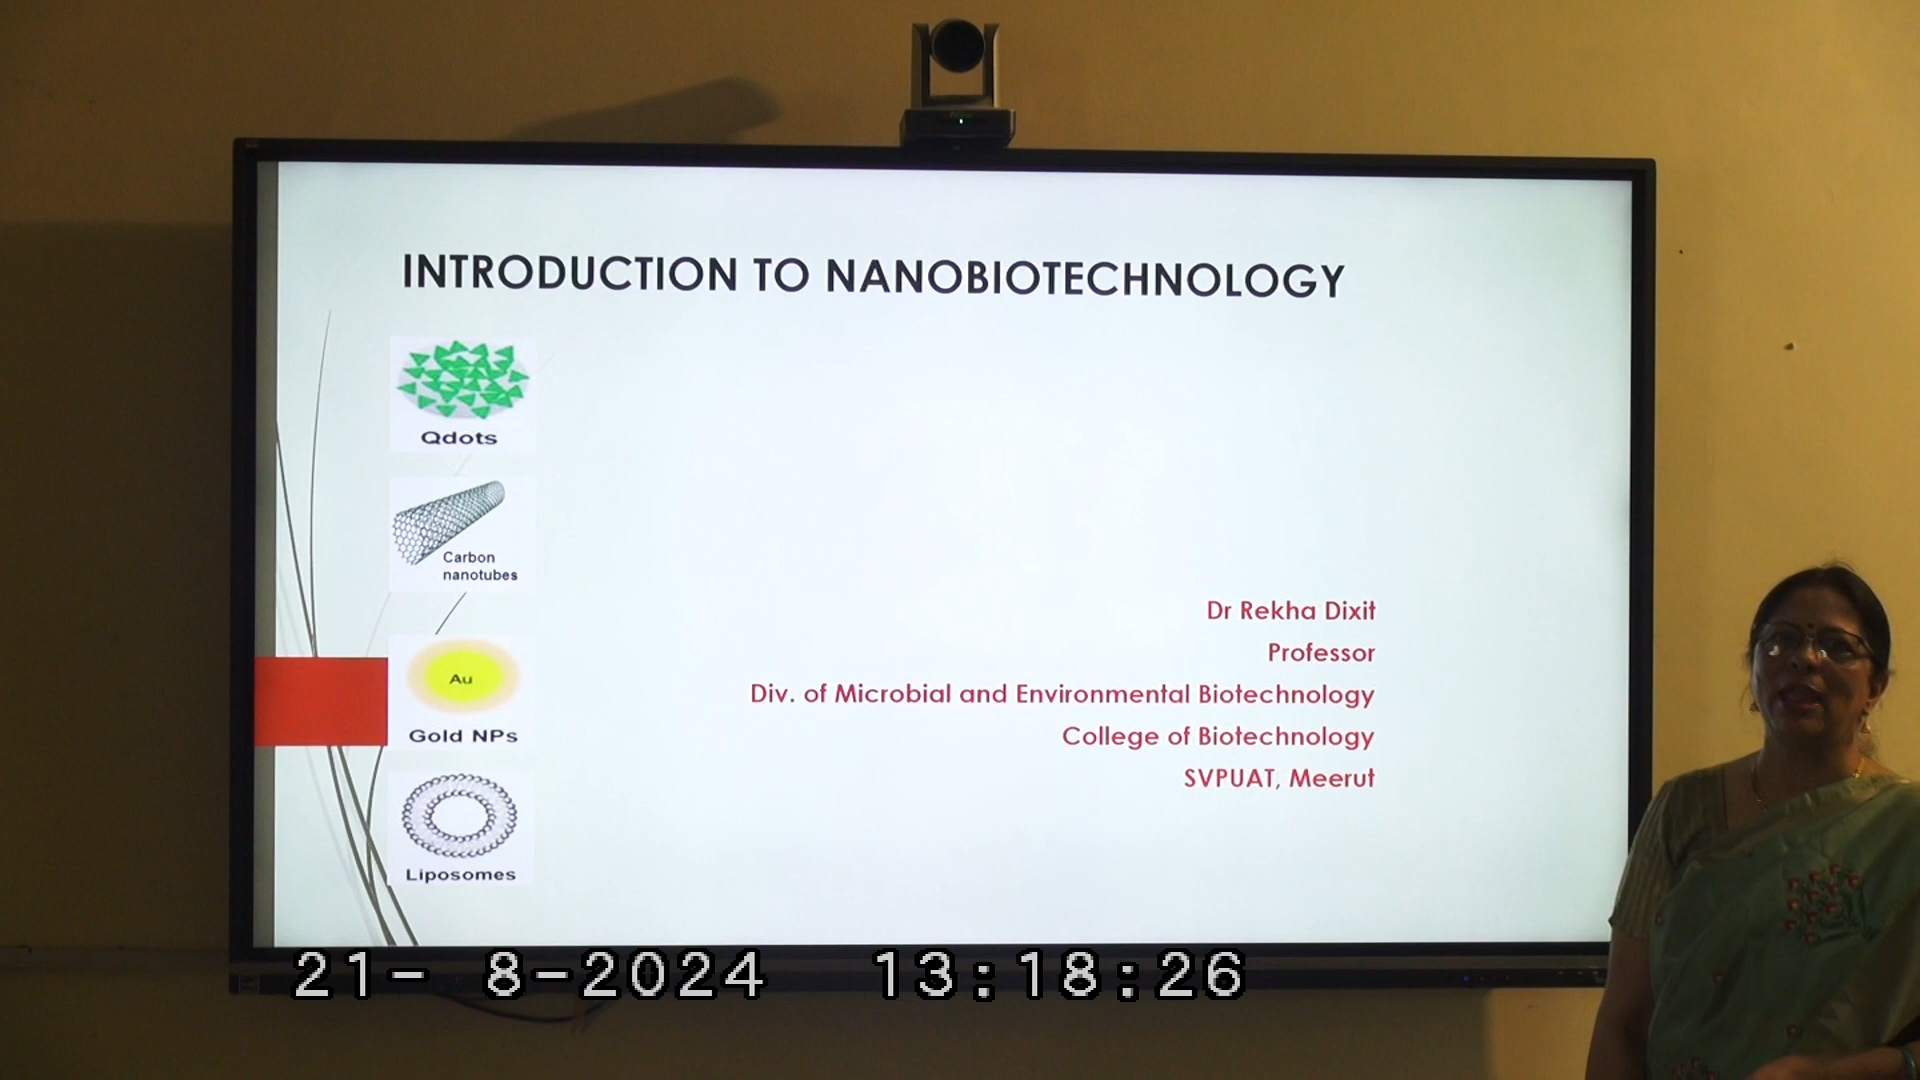 INTRODUCTION TO NANOBIOTECHNOLOGY
Qdots
Carbon
nanotubes
Au
Gold NPs
Liposomes
Dr Rekha Dixit
Professor
Div. of Microbial and Environmental Biotechnology
College of Biotechnology
SVPUAT, Meerut
21- 8-2024 13:18:26